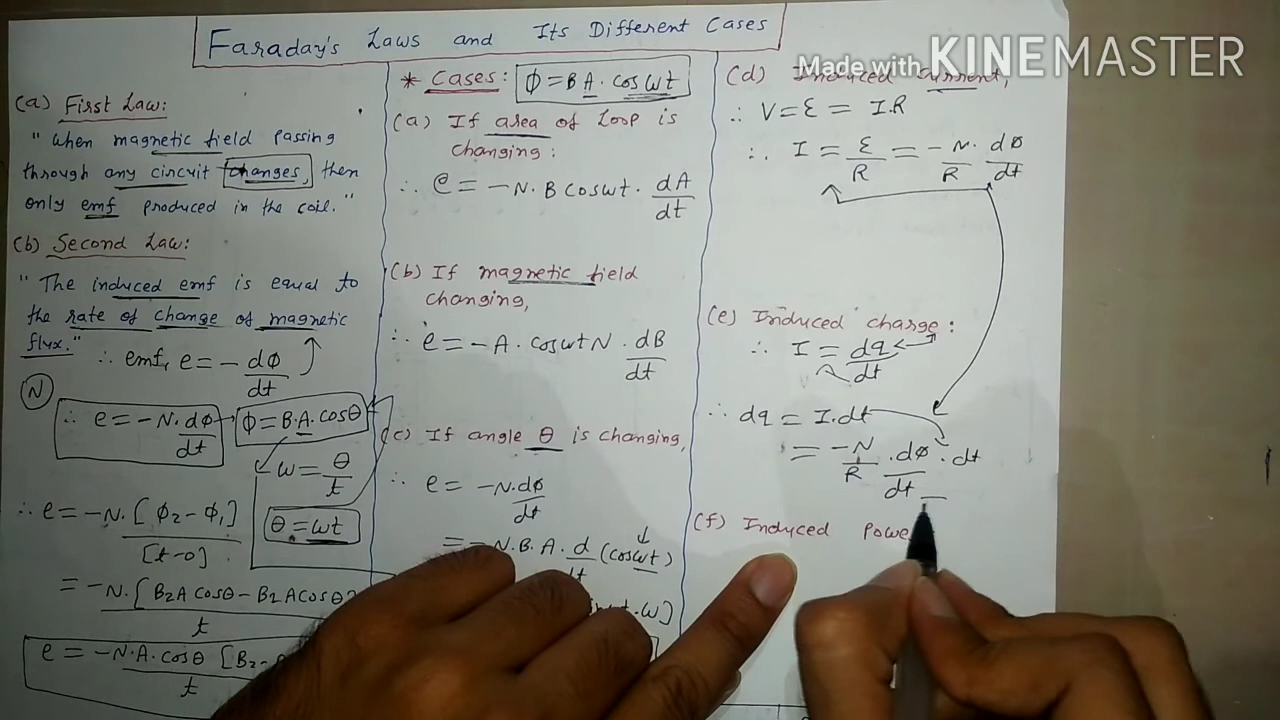 Faraday's Laws and Its Different Cases
Made with KINEMASTER
(a) First Law:
"When magnetic field passing
through any circuit changes, then
only emf produced in the coil."
(b) Second Law:
"The induced emf is equal to
the rate of change of magnetic
flux."
∴ emf, e = - dφ/dt
N
∴ e = -N. dφ/dt
φ = B.A. cosθ
ω = θ/t
θ = ωt
∴ e = -N. [φ₂ - φ₁] / [t-0]
= -N. [B₂A cosθ - B₂A cosθ
t
e = -N.A. cosθ [B₂-
t
* Cases: φ = BA. cosωt
(a) If area of Loop is
changing:
∴ e = -N. B cosωt. dA/dt
(b) If magnetic field
changing,
∴ e = -A. cosωt N. dB/dt
(c) If angle θ is changing,
∴ e = -N.dφ/dt
= -N. B. A. d (cosωt)
t. ω]
(d) Induced current,
∴ V = ε = I.R
∴ I = ε/R = -N./R dφ/dt
(e) Induced charge:
∴ I = dq/dt
∴ dq = I.dt
= -N/R . dφ/dt . dt
(f) Induced Powe